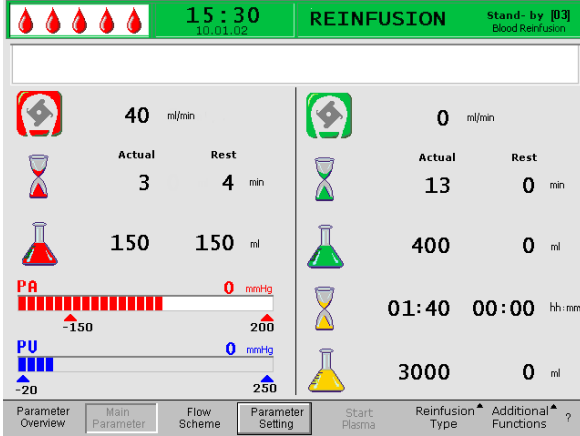 15:30
10.01.02
REINFUSION
Stand- by [03]
Blood Reinfusion
40 ml/min
Actual Rest
3 4 min
150 150 ml
PA 0 mmHg
-150 200
PV 0 mmHg
-20 250
0 ml/min
Actual Rest
13 0 min
400 0 ml
01:40 00:00 hh:mm
3000 0 ml
Parameter Overview
Main Parameter
Flow Scheme
Parameter Setting
Start Plasma
Reinfusion Type
Additional Functions
?